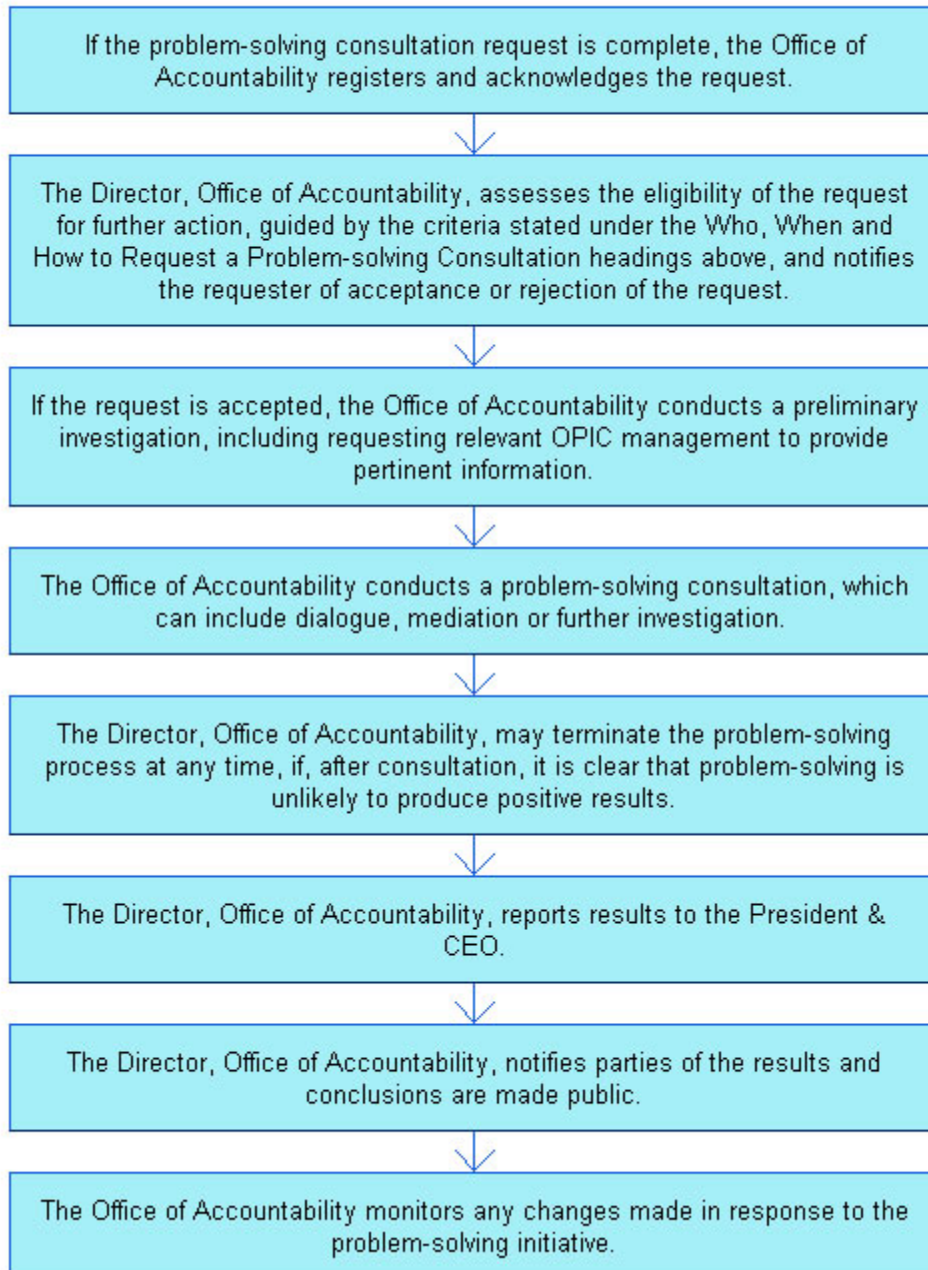 If the problem-solving consultation request is complete, the Office of
Accountability registers and acknowledges the request.
The Director, Office of Accountability, assesses the eligibility of the request
for further action, guided by the criteria stated under the Who, When and
How to Request a Problem-solving Consultation headings above, and notifies
the requester of acceptance or rejection of the request.
If the request is accepted, the Office of Accountability conducts a preliminary
investigation, including requesting relevant OPIC management to provide
pertinent information.
The Office of Accountability conducts a problem-solving consultation, which
can include dialogue, mediation or further investigation.
The Director, Office of Accountability, may terminate the problem-solving
process at any time, if, after consultation, it is clear that problem-solving is
unlikely to produce positive results.
The Director, Office of Accountability, reports results to the President &
CEO.
The Director, Office of Accountability, notifies parties of the results and
conclusions are made public.
The Office of Accountability monitors any changes made in response to the
problem-solving initiative.